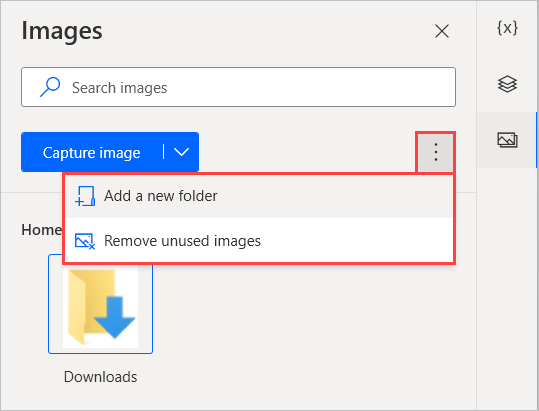 Images
{x}
Search images
Capture image
Add a new folder
Remove unused images
Home
Downloads